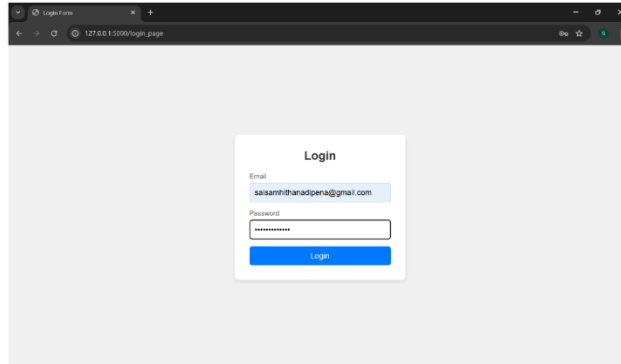 Login Form
127.0.0.1:5000/login_page
S
Login
Email
saisamhithanadipena@gmail.com
Password
•••••••••••••
Login